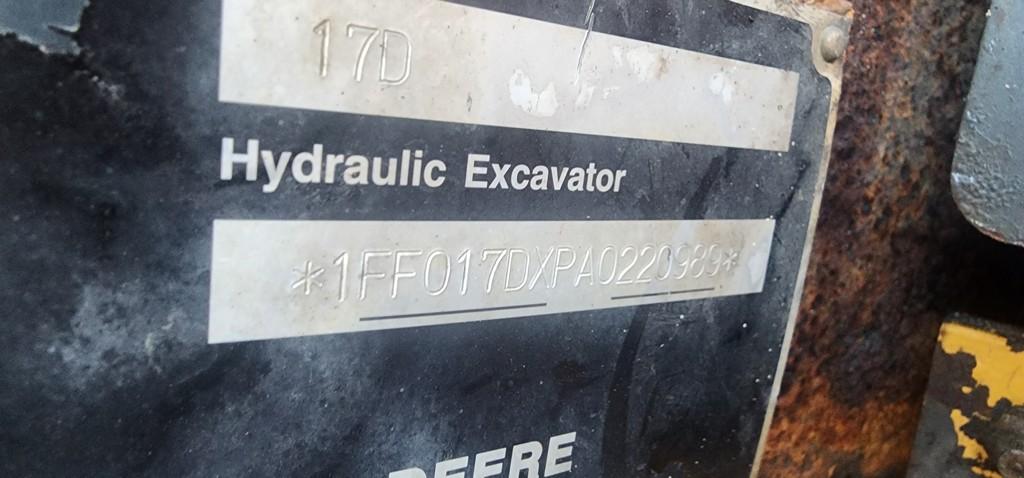 17D
Hydraulic Excavator
*1FF017DXPA0220989*
DEERE